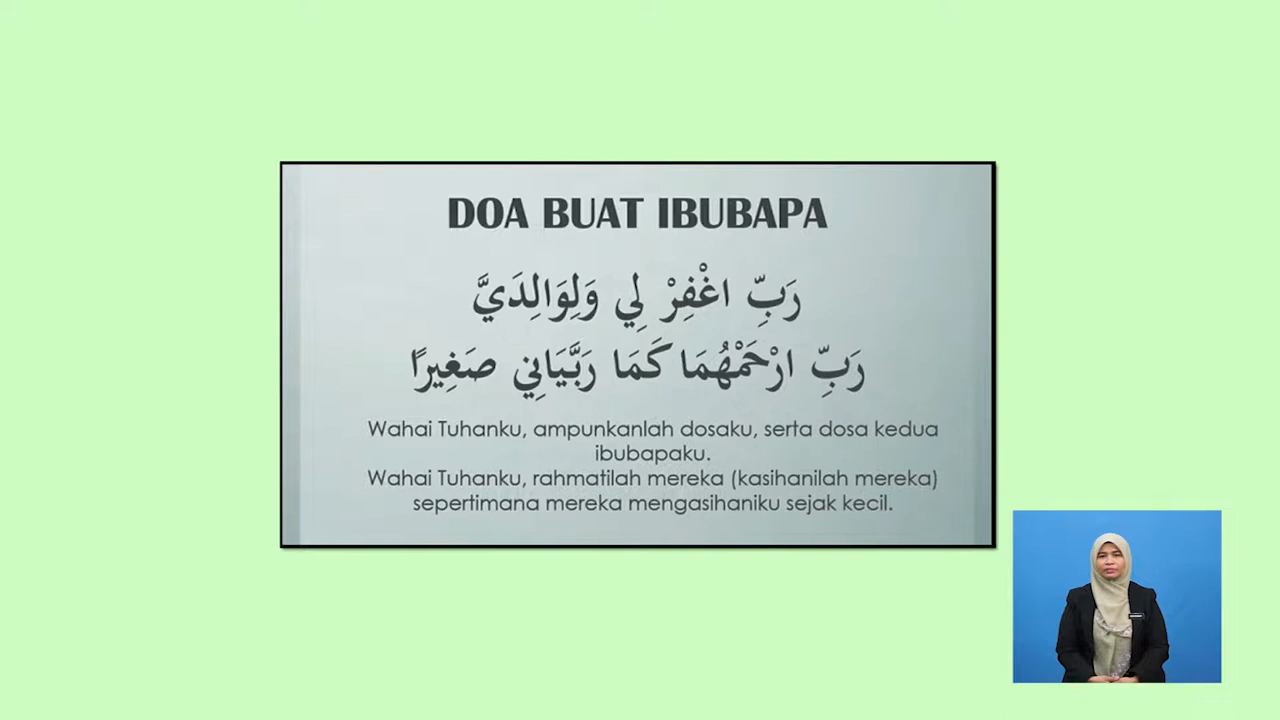 DOA BUAT IBUBAPA
رَبِّ اغْفِرْ لِي وَلِوَالِدَيَّ
رَبِّ ارْحَمْهُمَا كَمَا رَبَّيَانِي صَغِيرًا
Wahai Tuhanku, ampunkanlah dosaku, serta dosa kedua
ibubapaku.
Wahai Tuhanku, rahmatilah mereka (kasihanilah mereka)
sepertimana mereka mengasihaniku sejak kecil.